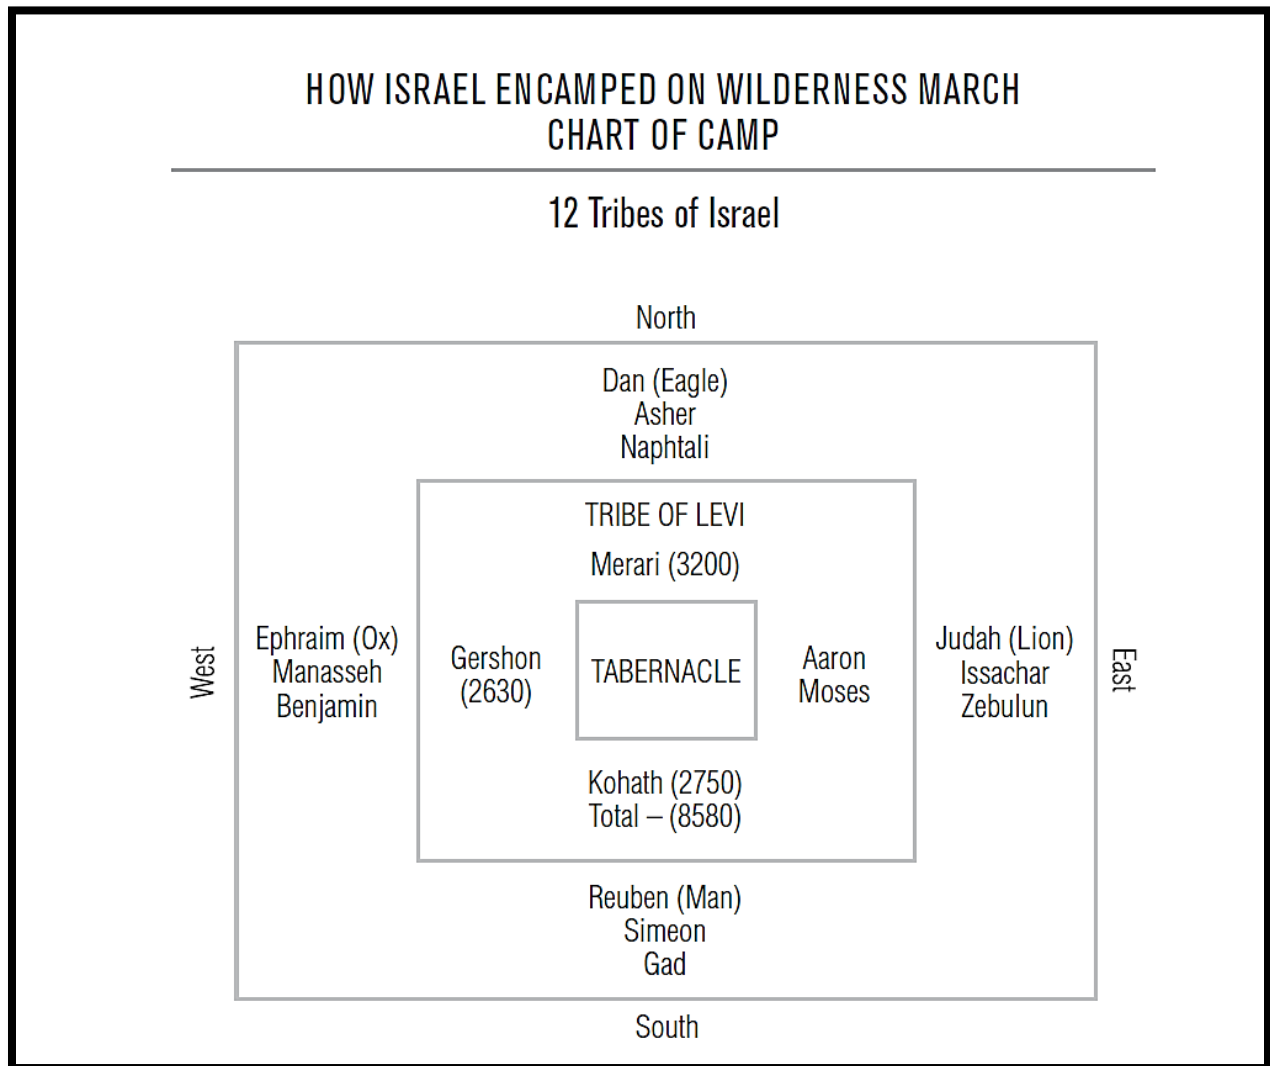 HOW ISRAEL ENCAMPED ON WILDERNESS MARCH
CHART OF CAMP
12 Tribes of Israel
North
Dan (Eagle)
Asher
Naphtali
TRIBE OF LEVI
Merari (3200)
West
Ephraim (Ox)
Manasseh
Benjamin
Gershon
(2630)
TABERNACLE
Aaron
Moses
Judah (Lion)
Issachar
Zebulun
East
Kohath (2750)
Total – (8580)
Reuben (Man)
Simeon
Gad
South